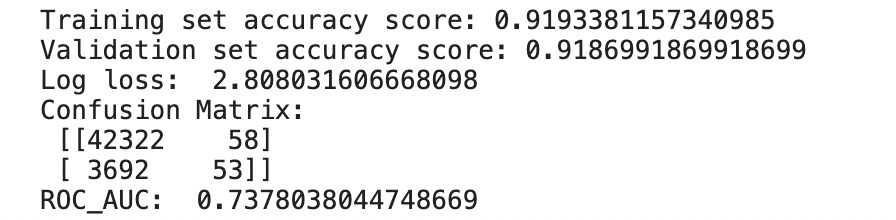 Training set accuracy score: 0.9193381157340985
Validation set accuracy score: 0.9186991869918699
Log loss:  2.808031606668098
Confusion Matrix:
[[42322    58]
[ 3692    53]]
ROC_AUC:  0.7378038044748669